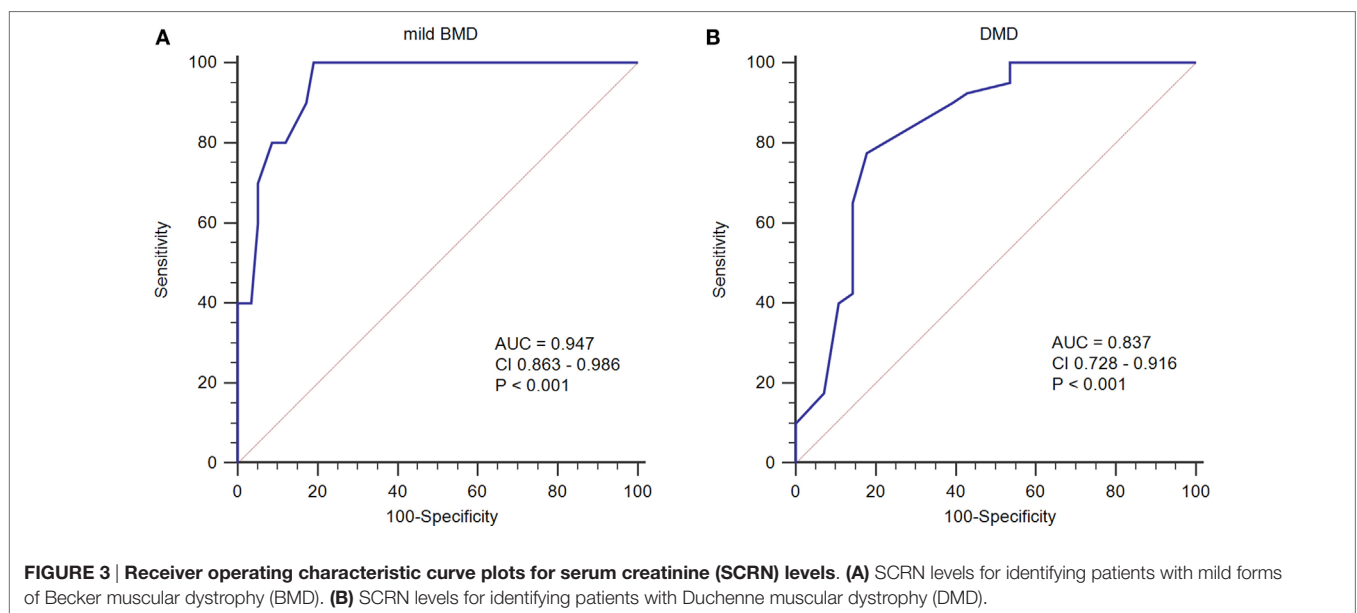 A
mild BMD
100
80
60
40
20
0
Sensitivity
AUC = 0.947
CI 0.863 - 0.986
P < 0.001
0 20 40 60 80 100
100-Specificity
B
DMD
100
80
60
40
20
0
Sensitivity
AUC = 0.837
CI 0.728 - 0.916
P < 0.001
0 20 40 60 80 100
100-Specificity
FIGURE 3 | Receiver operating characteristic curve plots for serum creatinine (SCRN) levels. (A) SCRN levels for identifying patients with mild forms
of Becker muscular dystrophy (BMD). (B) SCRN levels for identifying patients with Duchenne muscular dystrophy (DMD).